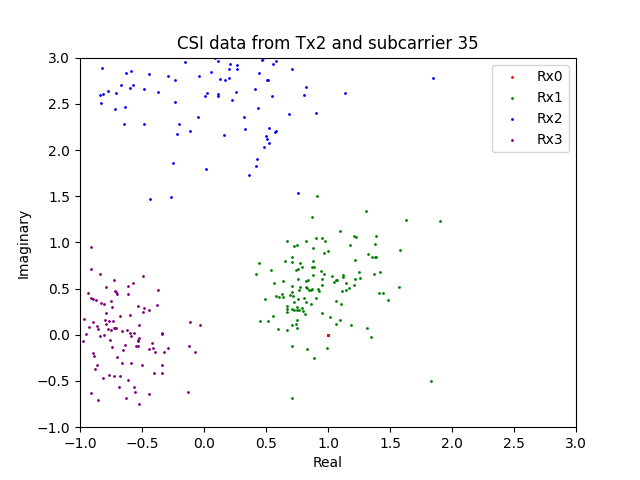 CSI data from Tx2 and subcarrier 35
3.0
2.5
2.0
1.5
1.0
0.5
0.0
−0.5
−1.0
Imaginary
Rx0
Rx1
Rx2
Rx3
−1.0 −0.5 0.0 0.5 1.0 1.5 2.0 2.5 3.0
Real